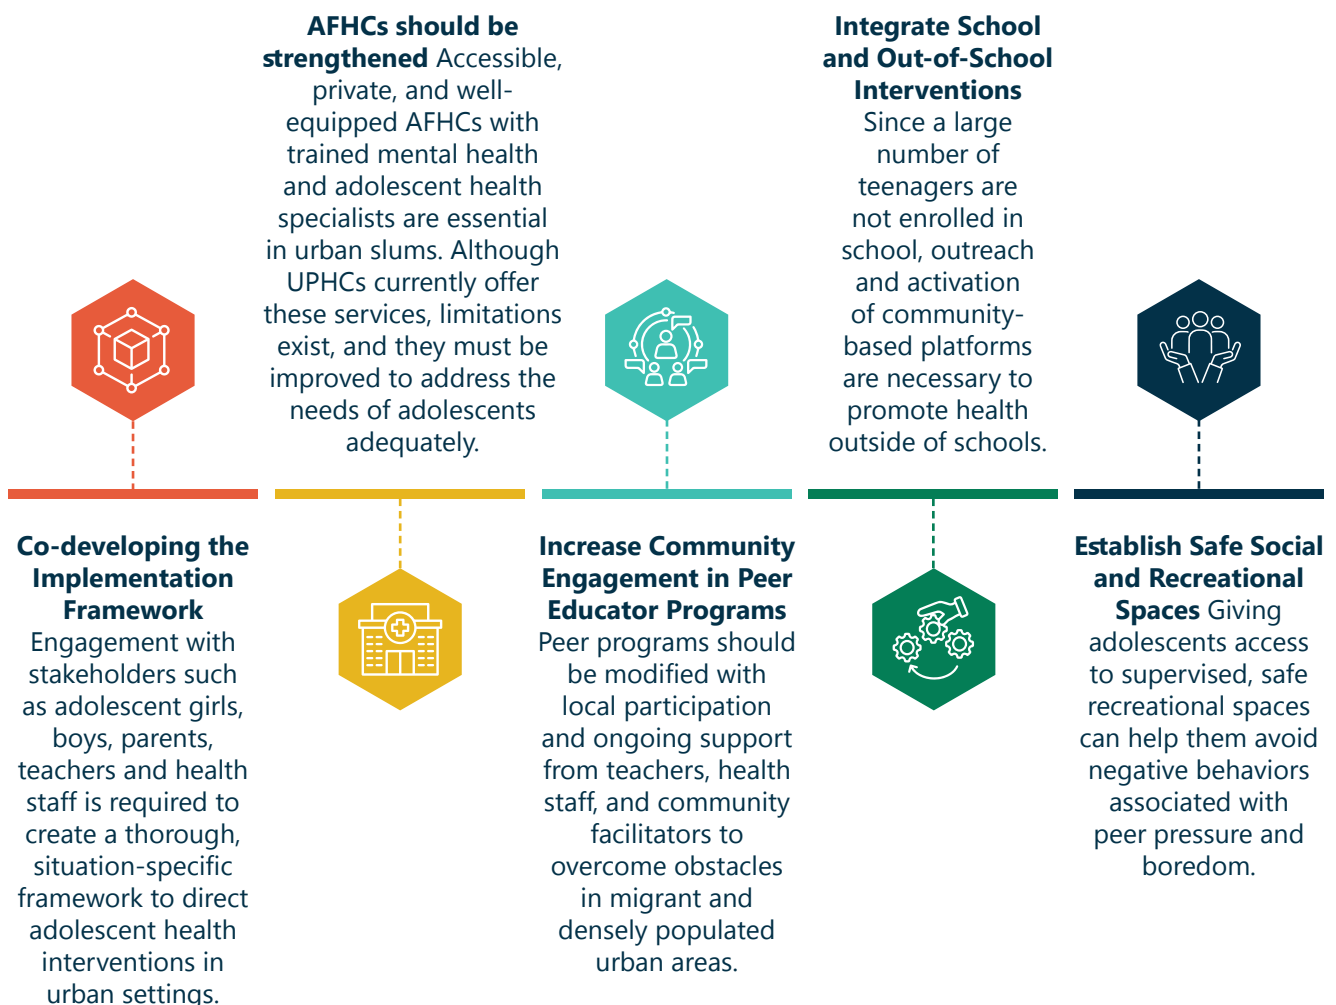 Co-developing the
Implementation
Framework
Engagement with
stakeholders such
as adolescent girls,
boys, parents,
teachers and health
staff is required to
create a thorough,
situation-specific
framework to direct
adolescent health
interventions in
urban settings.
AFHCs should be
strengthened Accessible,
private, and well-
equipped AFHCs with
trained mental health
and adolescent health
specialists are essential
in urban slums. Although
UPHCs currently offer
these services, limitations
exist, and they must be
improved to address the
needs of adolescents
adequately.
Increase Community
Engagement in Peer
Educator Programs
Peer programs should
be modified with
local participation
and ongoing support
from teachers, health
staff, and community
facilitators to
overcome obstacles
in migrant and
densely populated
urban areas.
Integrate School
and Out-of-School
Interventions
Since a large
number of
teenagers are
not enrolled in
school, outreach
and activation
of community-
based platforms
are necessary to
promote health
outside of schools.
Establish Safe Social
and Recreational
Spaces Giving
adolescents access
to supervised, safe
recreational spaces
can help them avoid
negative behaviors
associated with
peer pressure and
boredom.